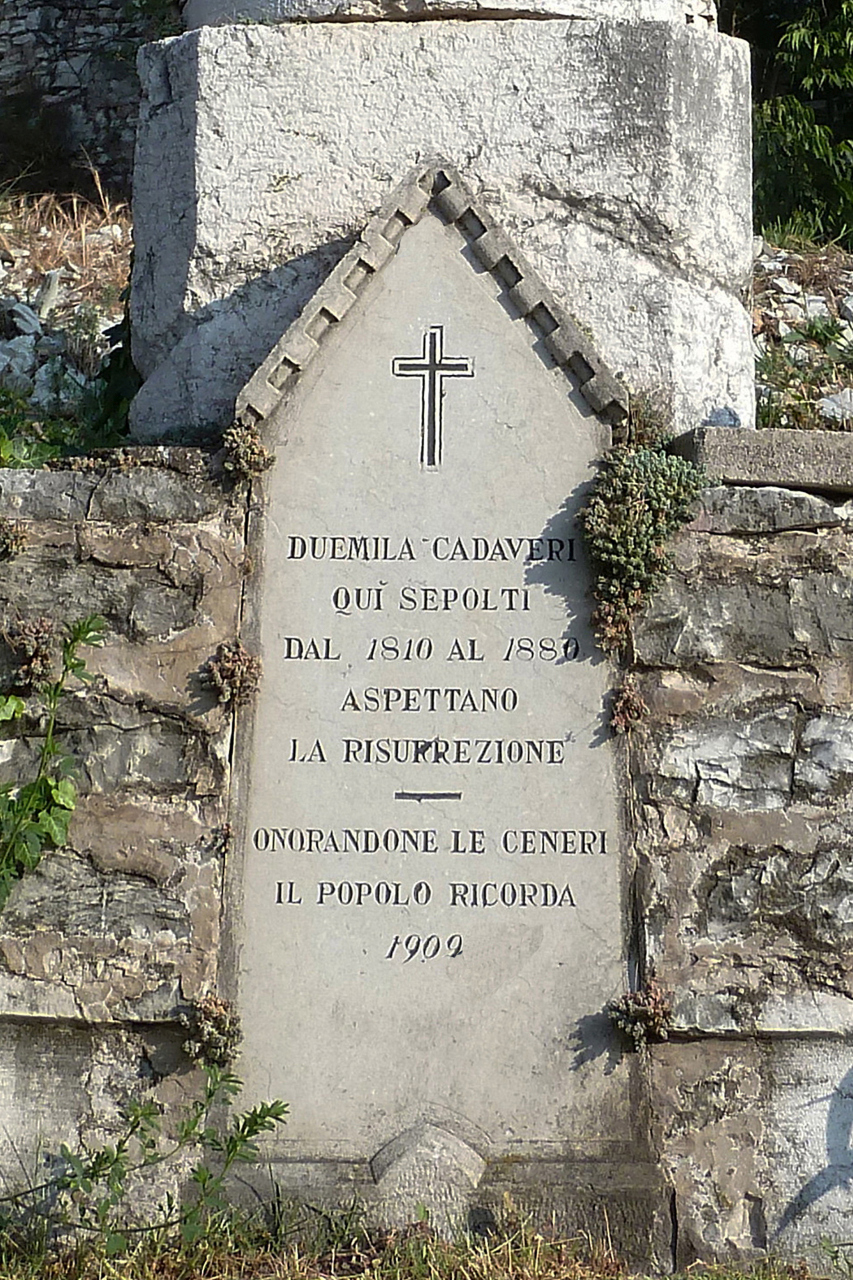 DUEMILA CADAVERI
QUÌ SEPOLTI
DAL 1810 AL 1880
ASPETTANO
LA RISURREZIONE
ONORANDONE LE CENERI
IL POPOLO RICORDA
1909